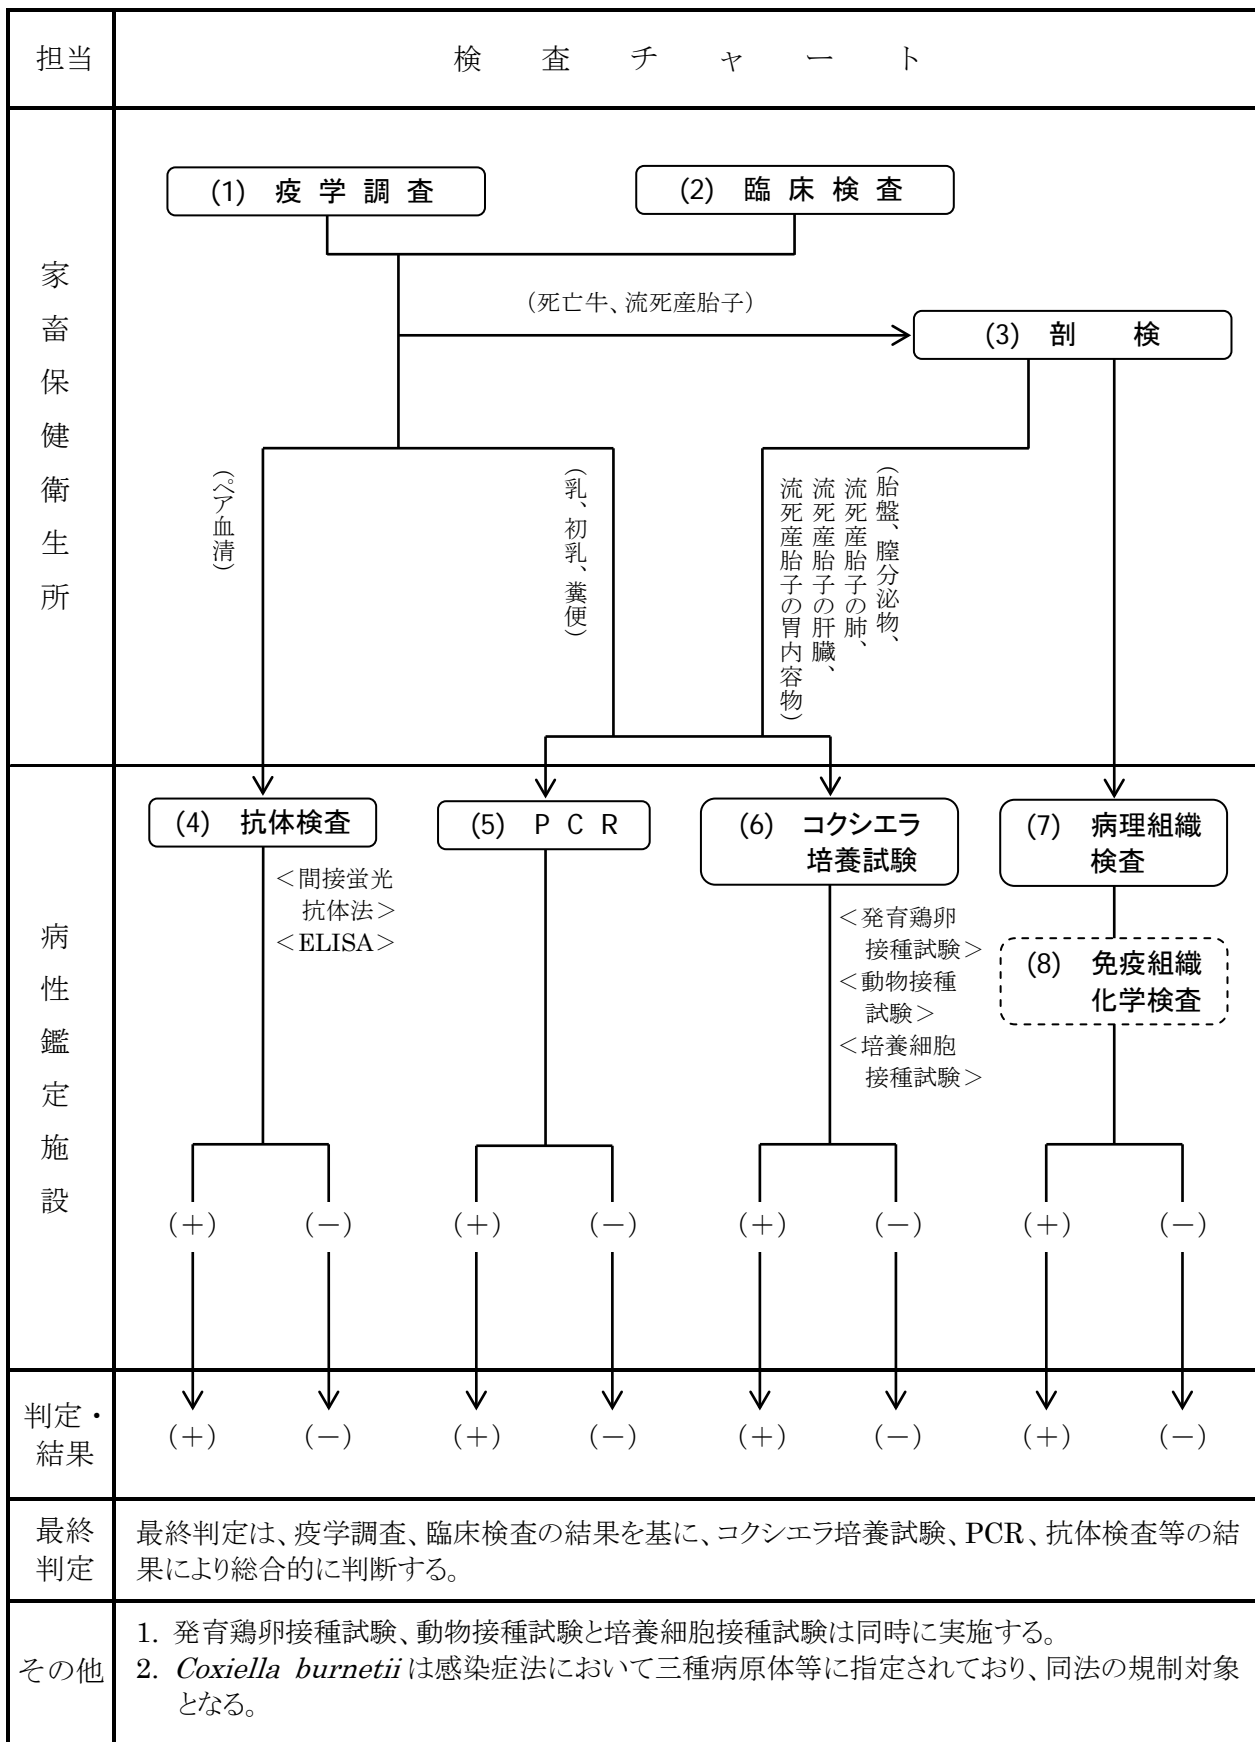 担当
検査チャート
家畜保健衛生所
(1) 疫学調査
(2) 臨床検査
(死亡牛、流死産胎子)
(3) 剖検
(ペア血清)
(乳、初乳、糞便)
(胎盤、膣分泌物、
流死産胎子の肺、
流死産胎子の肝臓、
流死産胎子の胃内容物)
病性鑑定施設
(4) 抗体検査
<間接蛍光
抗体法>
<ELISA>
(5) PCR
(6) コクシエラ
培養試験
<発育鶏卵
接種試験>
<動物接種
試験>
<培養細胞
接種試験>
(7) 病理組織
検査
(8) 免疫組織
化学検査
(+) (-) (+) (-) (+) (-) (+) (-)
判定・
結果
(+) (-) (+) (-) (+) (-) (+) (-)
最終
判定
最終判定は、疫学調査、臨床検査の結果を基に、コクシエラ培養試験、PCR、抗体検査等の結
果により総合的に判断する。
その他
1. 発育鶏卵接種試験、動物接種試験と培養細胞接種試験は同時に実施する。
2. Coxiella burnetii は感染症法において三種病原体等に指定されており、同法の規制対象
となる。